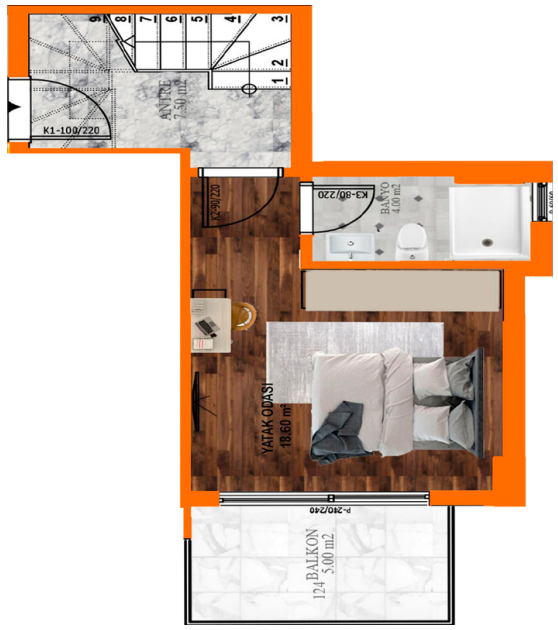 9
8
7
6
5
4
3
2
1
ANTRE
7.50 m2
K1-100/220
K2-90/220
K3-80/220
BANYO
4.00 m2
YATAK ODASI
18.60 m²
P-240/240
124 BALKON
5.00 m2